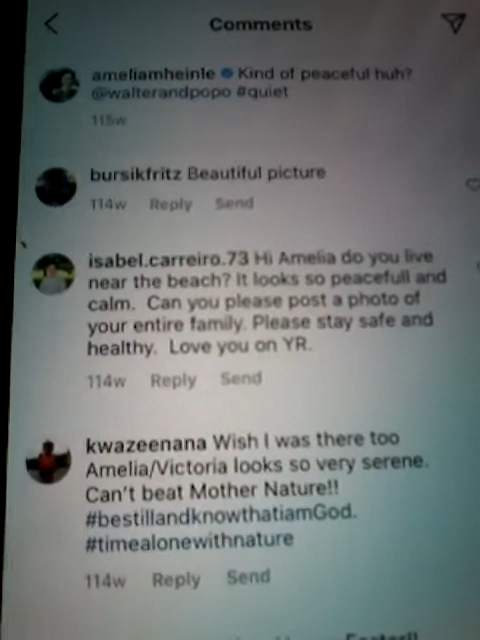 Comments
ameliamheinle Kind of peaceful huh?
@walterandpopo #quiet
115w
bursikfritz Beautiful picture
114w Reply Send
isabel.carreiro.73 Hi Amelia do you live
near the beach? It looks so peacefull and
calm. Can you please post a photo of
your entire family. Please stay safe and
healthy. Love you on YR.
114w Reply Send
kwazeenana Wish I was there too
Amelia/Victoria looks so very serene.
Can't beat Mother Nature!!
#bestillandknowthatiamGod.
#timealonewithnature
114w Reply Send